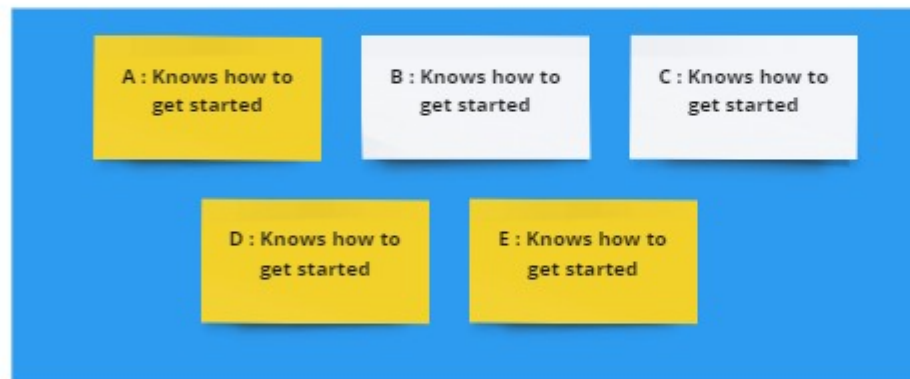 A : Knows how to
get started
B : Knows how to
get started
C : Knows how to
get started
D : Knows how to
get started
E : Knows how to
get started